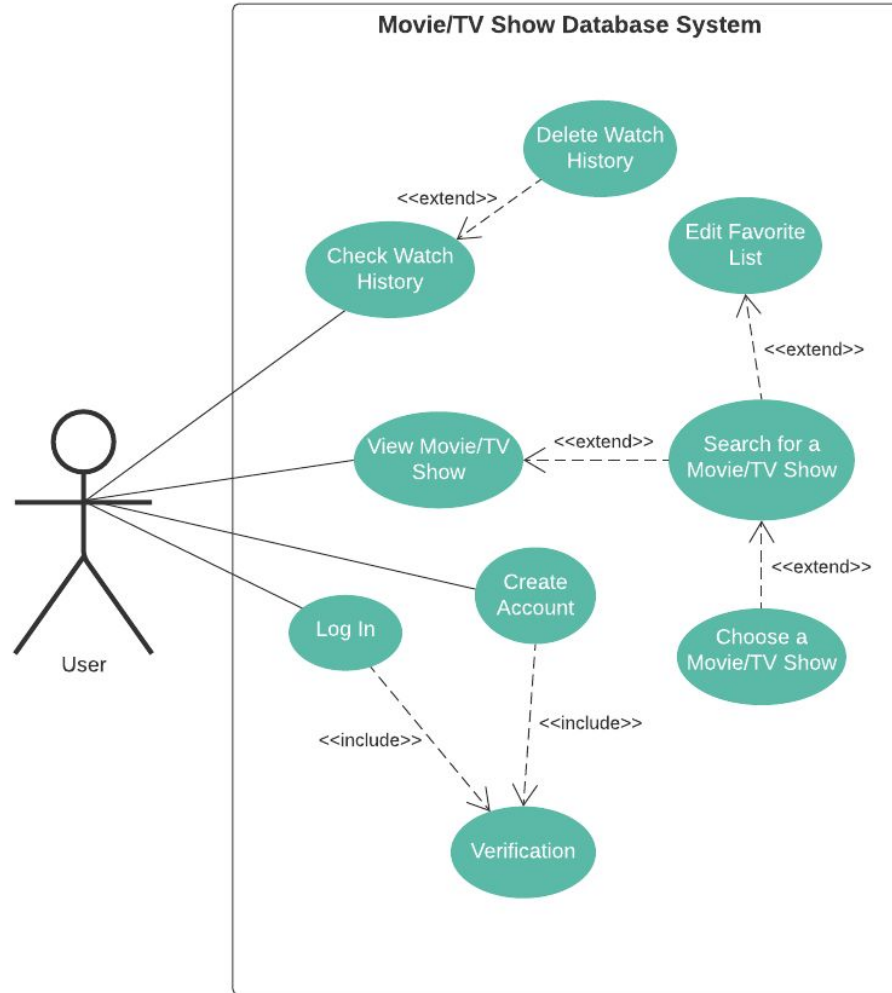 Movie/TV Show Database System
Delete Watch
History
<<extend>>
Check Watch
History
Edit Favorite
List
<<extend>>
View Movie/TV
Show
<<extend>>
Search for a
Movie/TV Show
<<extend>>
Create
Account
Log In
Choose a
Movie/TV Show
User
<<include>>
<<include>>
Verification